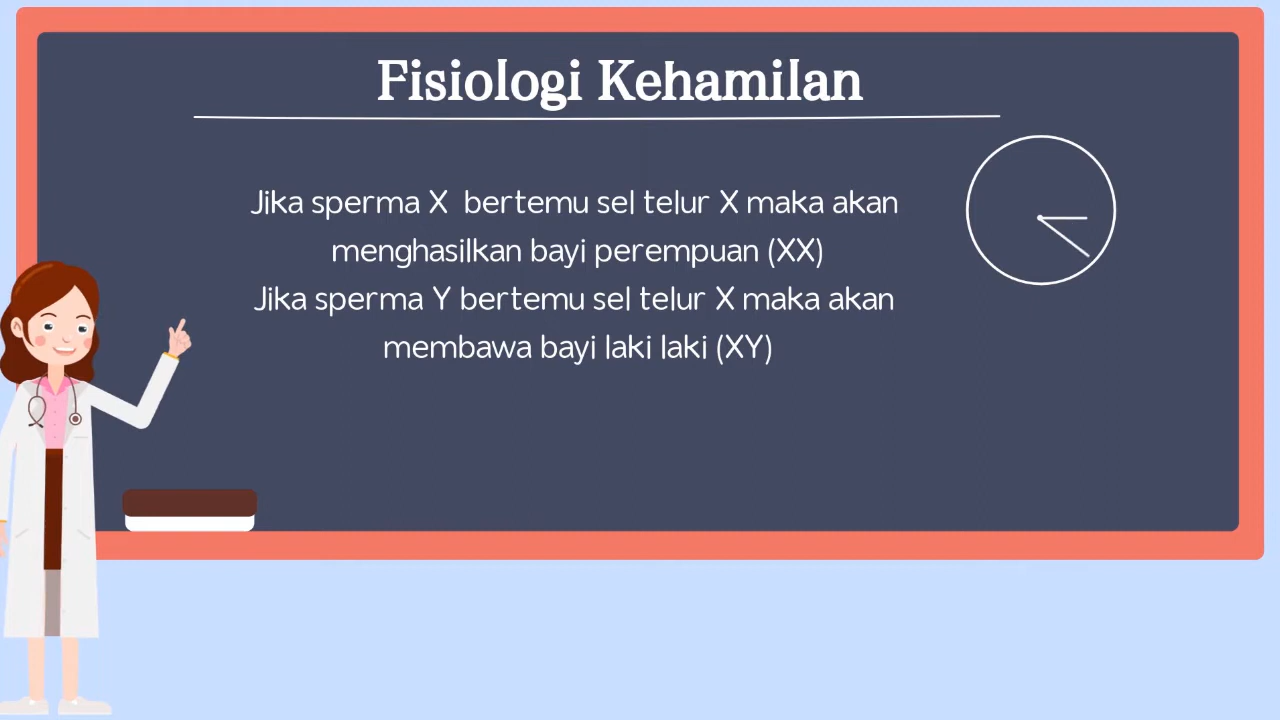 Fisiologi Kehamilan
Jika sperma X bertemu sel telur X maka akan
menghasilkan bayi perempuan (XX)
Jika sperma Y bertemu sel telur X maka akan
membawa bayi laki laki (XY)